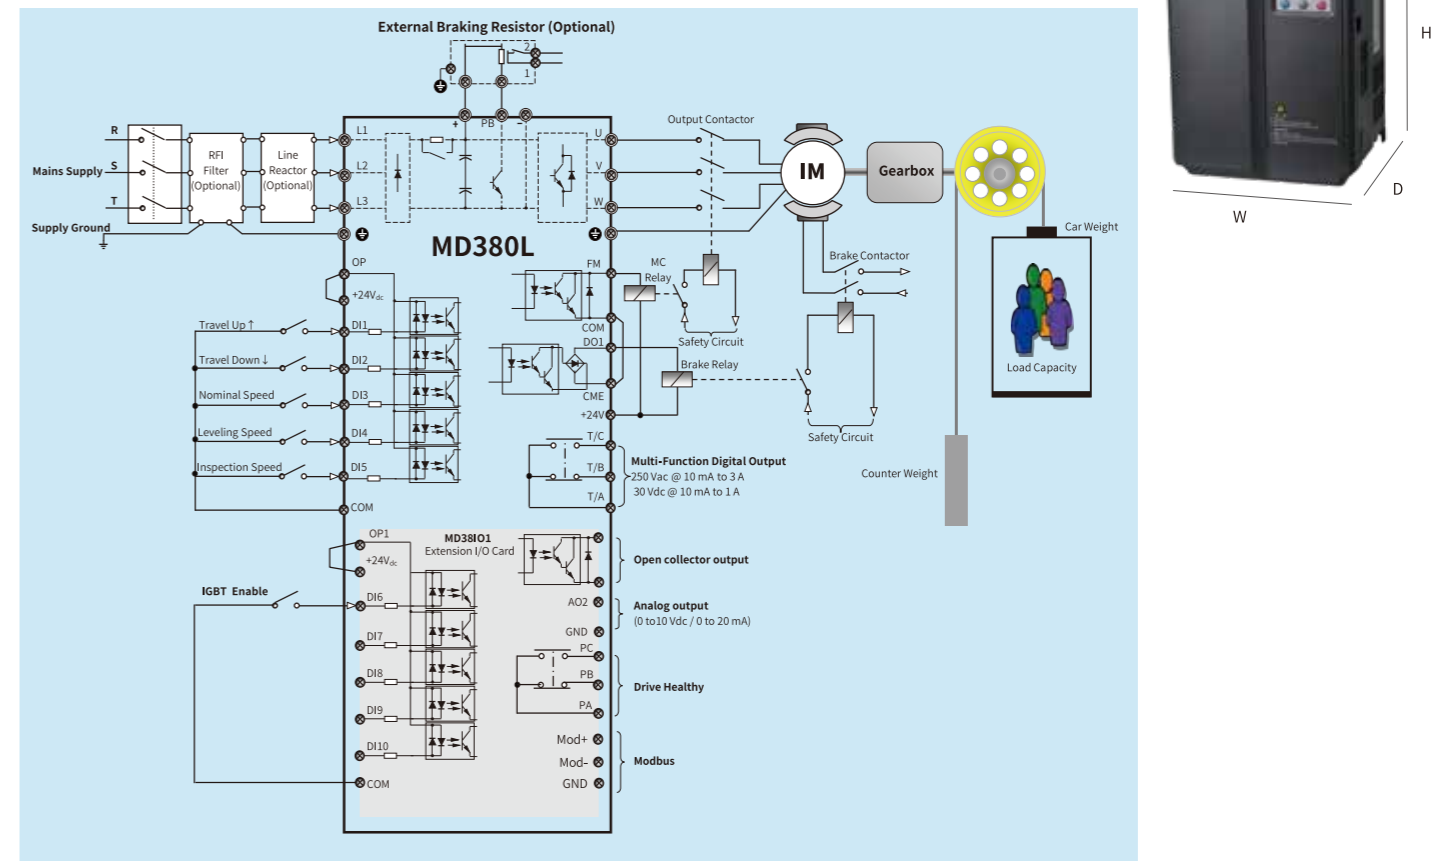 External Braking Resistor (Optional)
2
1
+
PB
–
R
Mains Supply
S
T
Supply Ground
RFI
Filter
(Optional)
Line
Reactor
(Optional)
L1
L2
L3
U
V
W
MD380L
Output Contactor
IM
Gearbox
Car Weight
Load Capacity
Counter Weight
Brake Contactor
MC
Relay
Safety Circuit
Brake Relay
Safety Circuit
OP
+24Vdc
Travel Up ↑
DI1
Travel Down ↓
DI2
Nominal Speed
DI3
Leveling Speed
DI4
Inspection Speed
DI5
COM
FM
COM
DO1
CME
+24V
T/C
T/B
T/A
Multi-Function Digital Output
250 Vac @ 10 mA to 3 A
30 Vdc @ 10 mA to 1 A
OP1
+24Vdc
MD38IO1
Extension I/O Card
IGBT Enable
DI6
DI7
DI8
DI9
DI10
COM
Open collector output
AO2
GND
Analog output
(0 to10 Vdc / 0 to 20 mA)
PC
PB
PA
Drive Healthy
Mod+
Mod-
GND
Modbus
H
D
W